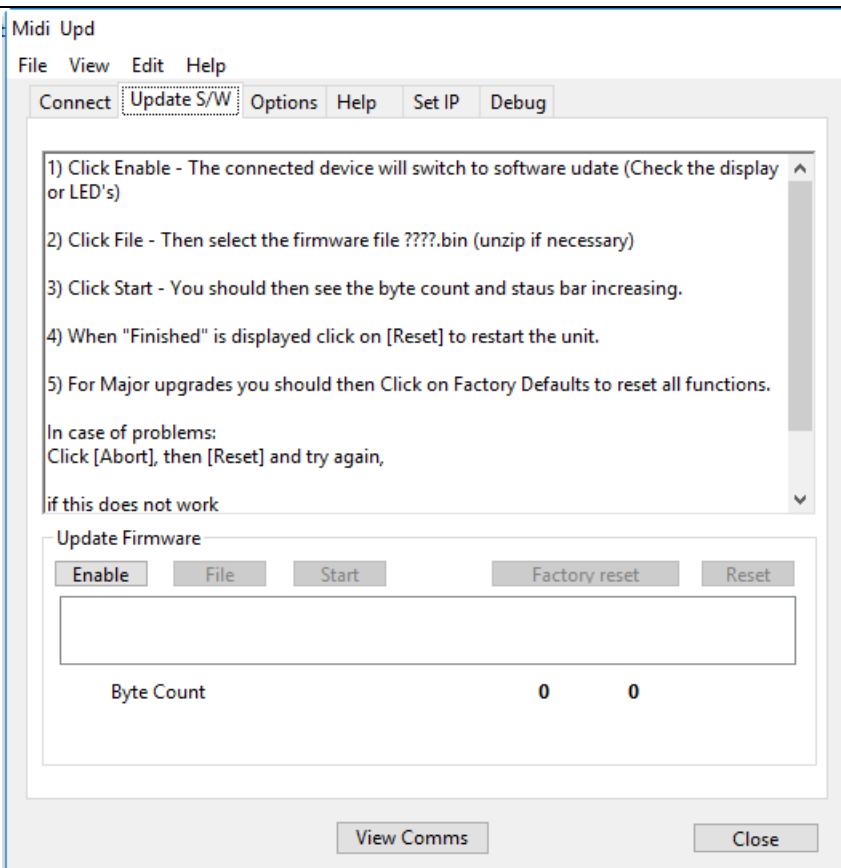 Midi Upd
File View Edit Help
Connect Update S/W Options Help Set IP Debug
1) Click Enable - The connected device will switch to software udate (Check the display
or LED's)
2) Click File - Then select the firmware file ????.bin (unzip if necessary)
3) Click Start - You should then see the byte count and staus bar increasing.
4) When "Finished" is displayed click on [Reset] to restart the unit.
5) For Major upgrades you should then Click on Factory Defaults to reset all functions.
In case of problems:
Click [Abort], then [Reset] and try again,
if this does not work
Update Firmware
Enable File Start Factory reset Reset
Byte Count 0 0
View Comms Close